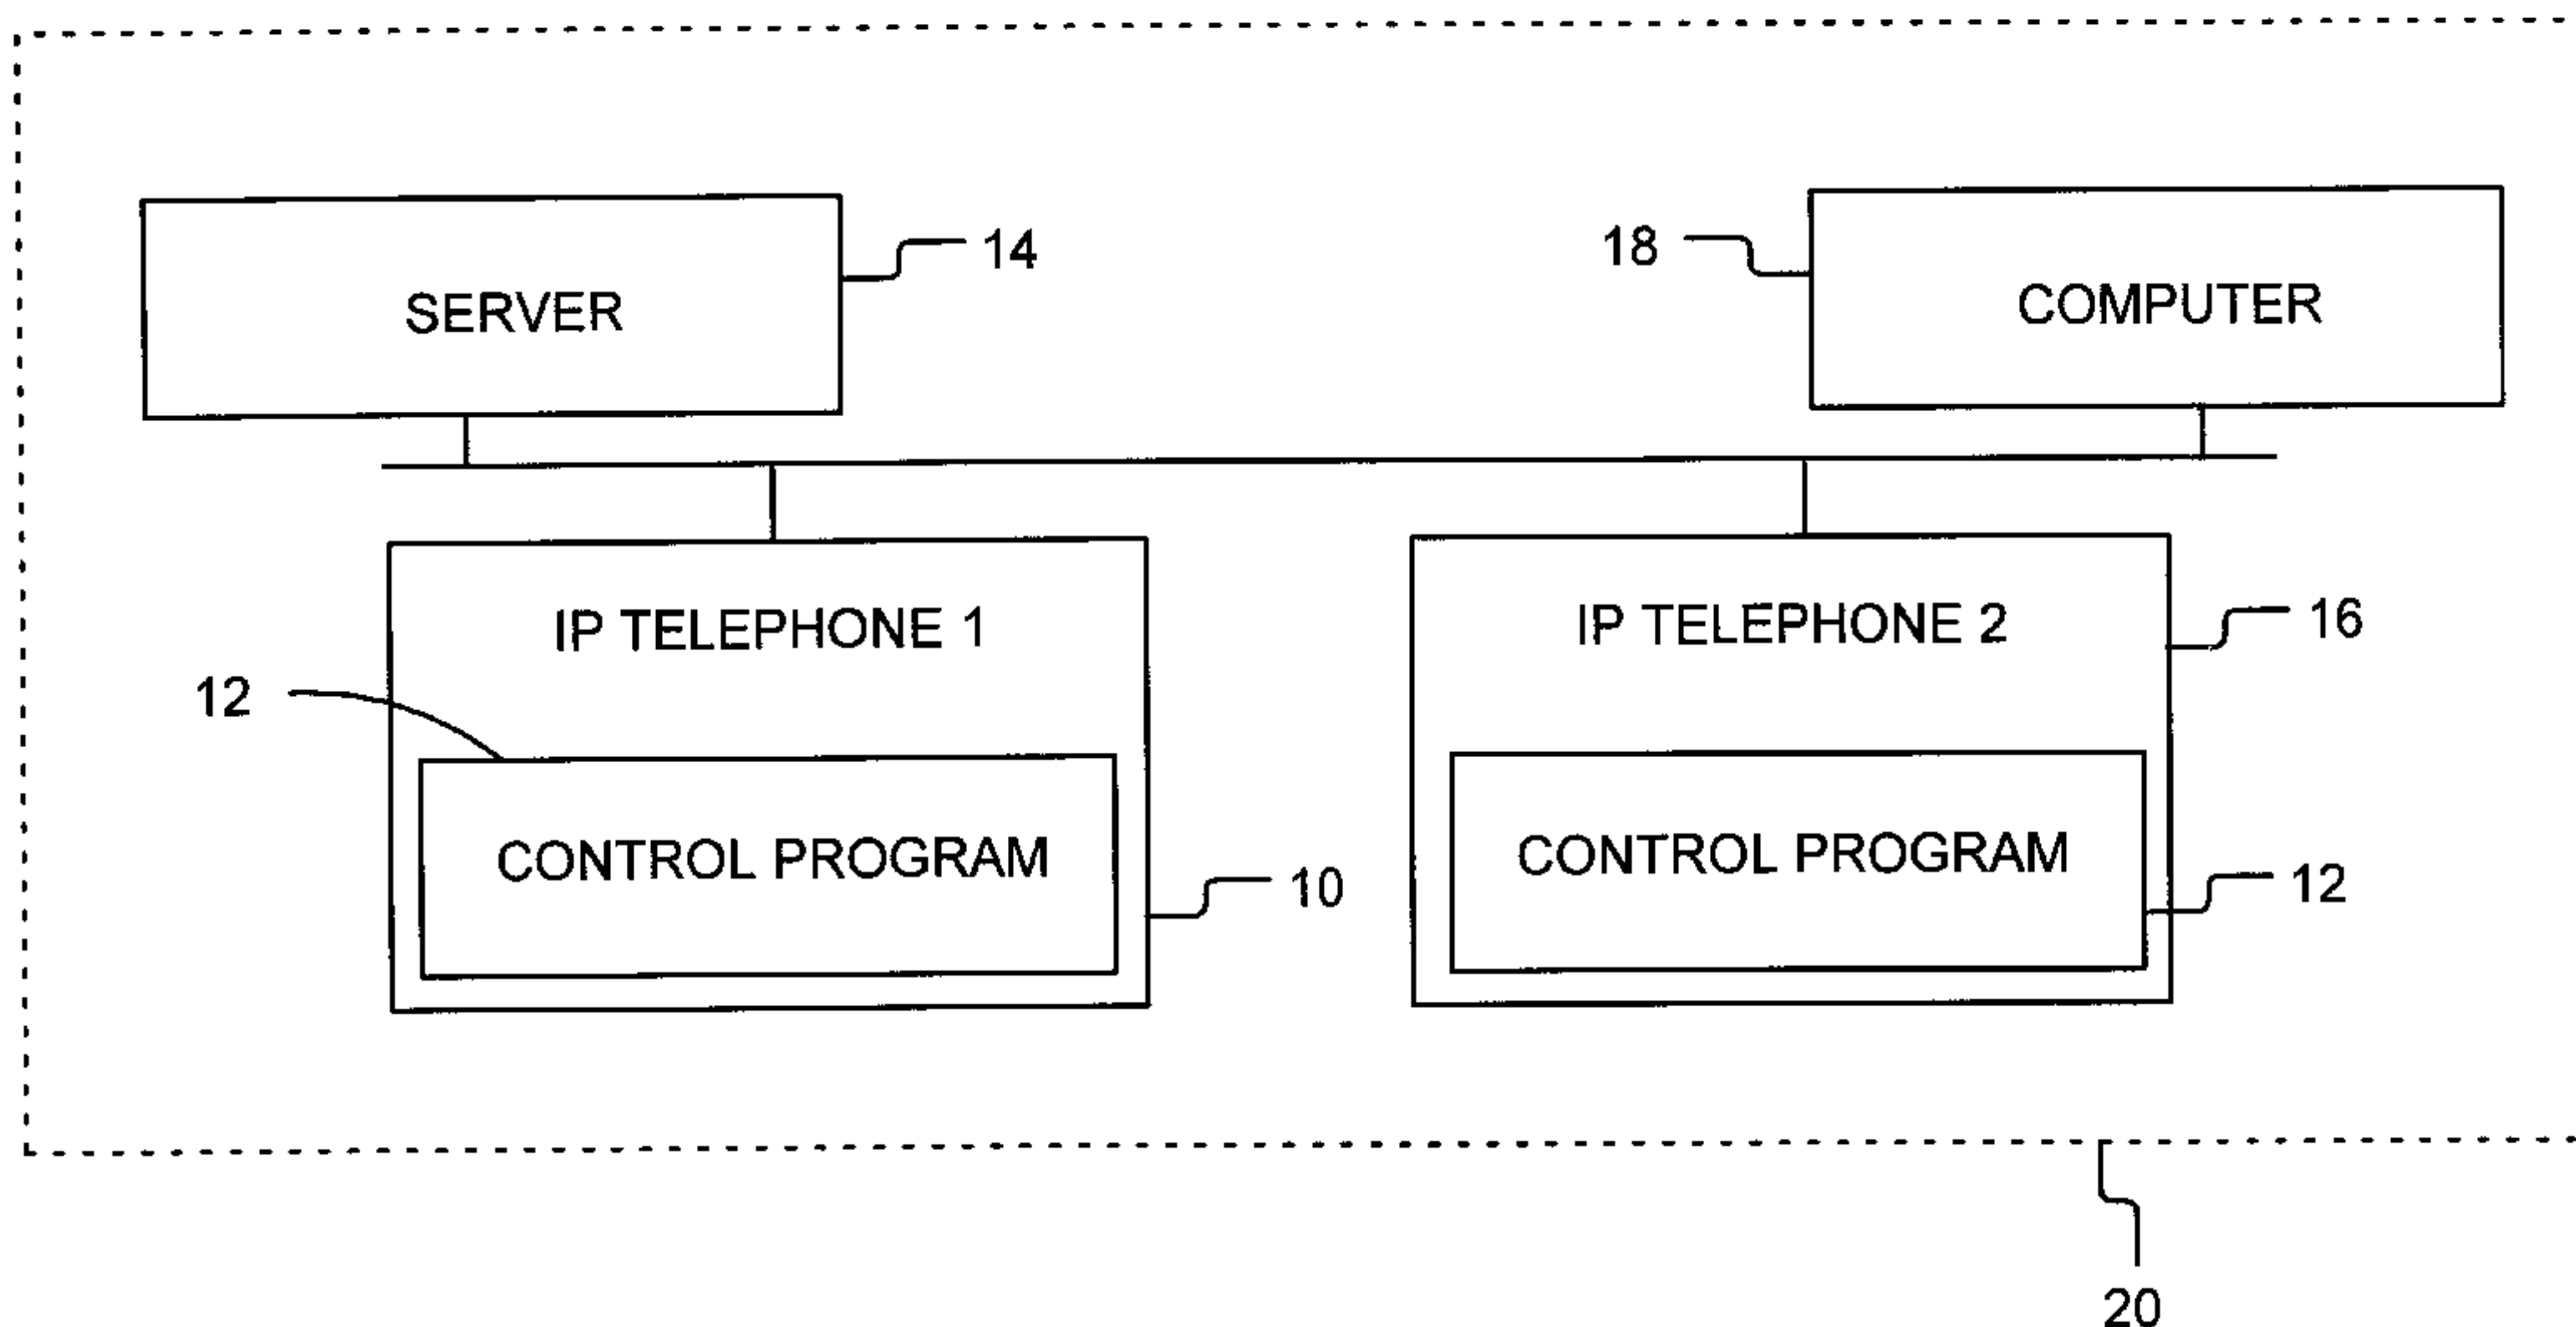 14
18
SERVER
COMPUTER
IP TELEPHONE 1
IP TELEPHONE 2
16
12
CONTROL PROGRAM
CONTROL PROGRAM
10
12
20